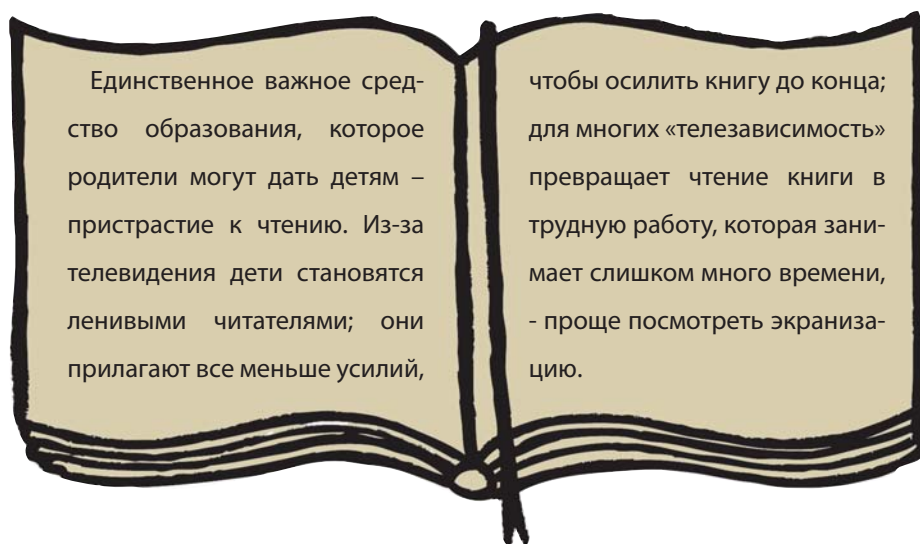 Единственное важное сред-
ство образования, которое
родители могут дать детям –
пристрастие к чтению. Из-за
телевидения дети становятся
ленивыми читателями; они
прилагают все меньше усилий,
чтобы осилить книгу до конца;
для многих «телезависимость»
превращает чтение книги в
трудную работу, которая зани-
мает слишком много времени,
- проще посмотреть экраниза-
цию.